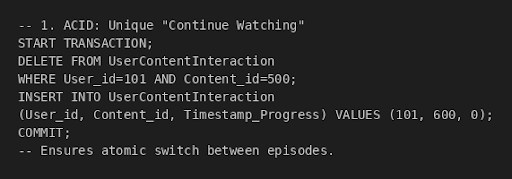 -- 1. ACID: Unique "Continue Watching"
START TRANSACTION;
DELETE FROM UserContentInteraction
WHERE User_id=101 AND Content_id=500;
INSERT INTO UserContentInteraction
(User_id, Content_id, Timestamp_Progress) VALUES (101, 600, 0);
COMMIT;
-- Ensures atomic switch between episodes.